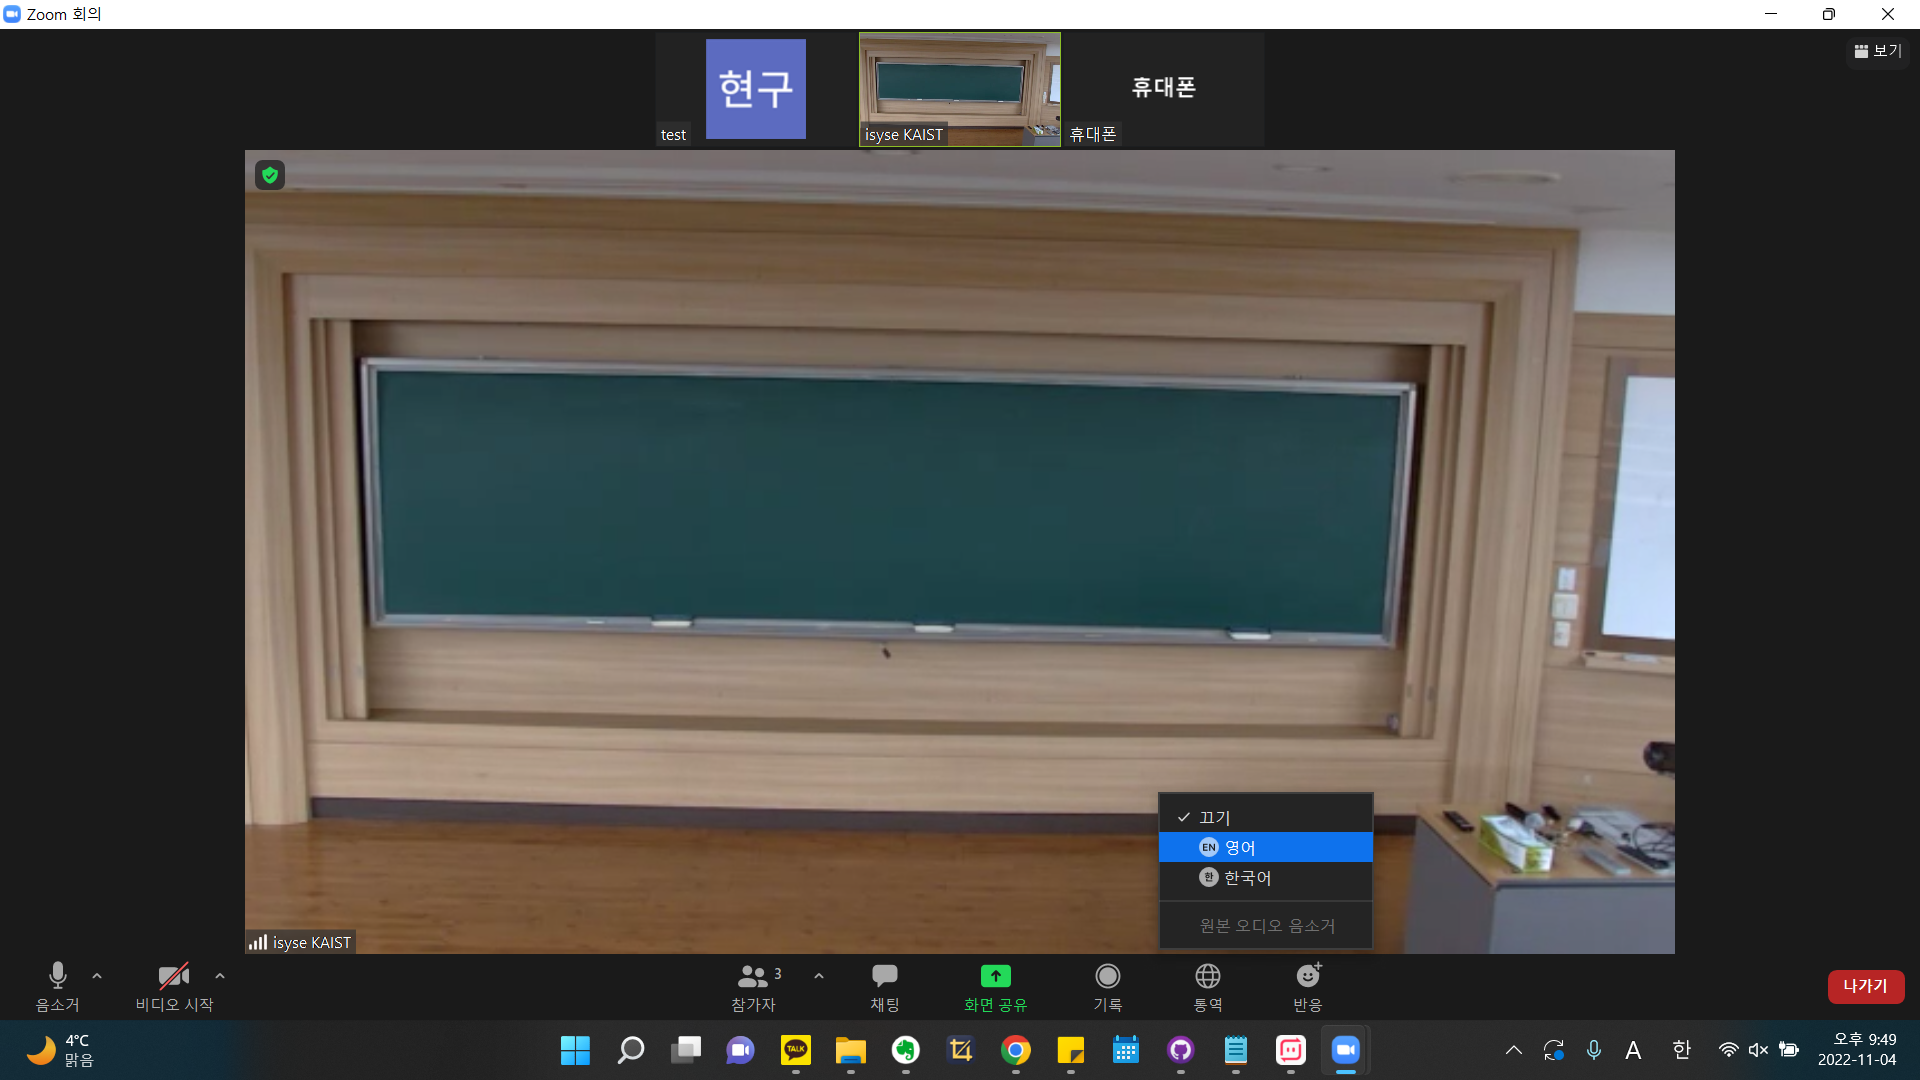 Zoom 회의
보기
현구
test
isyse KAIST
휴대폰
휴대폰
isyse KAIST
끄기
EN 영어
한 한국어
원본 오디오 음소거
음소거
비디오 시작
3
참가자
채팅
화면 공유
기록
통역
반응
나가기
4°C
맑음
TALK
A
한
오후 9:49
2022-11-04